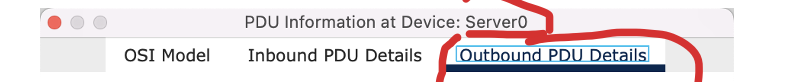 PDU Information at Device: Server0
OSI Model Inbound PDU Details Outbound PDU Details